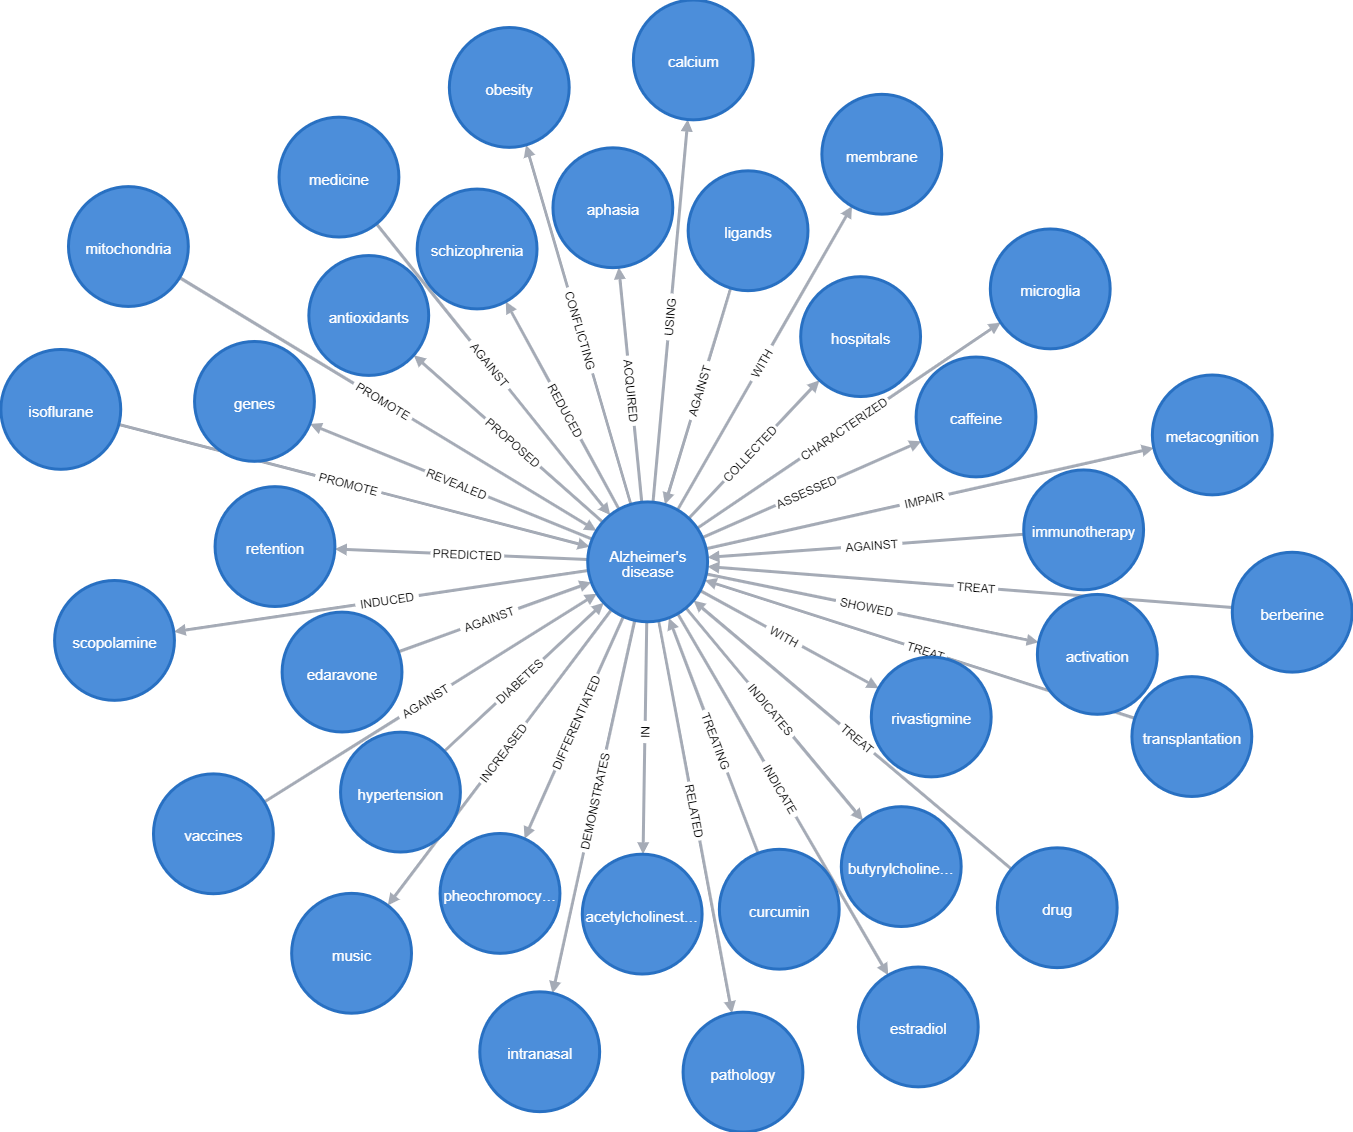 calcium
obesity
membrane
medicine
aphasia
ligands
mitochondria
schizophrenia
microglia
antioxidants
CONFLICTING
USING
hospitals
AGAINST
WITH
ACQUIRED
AGAINST
genes
PROMOTE
REDUCED
isoflurane
caffeine
CHARACTERIZED
metacognition
PROPOSED
COLLECTED
REVEALED
PROMOTE
ASSESSED
IMPAIR
immunotherapy
AGAINST
retention
PREDICTED
Alzheimer's
disease
TREAT
INDUCED
SHOWED
berberine
AGAINST
WITH
scopolamine
TREAT
activation
edaravone
DIABETES
AGAINST
INDICATES
rivastigmine
DIFFERENTIATED
IN
TREATING
TREAT
transplantation
INCREASED
INDICATE
DEMONSTRATES
hypertension
RELATED
vaccines
butyrylcholine…
pheochromocy…
acetylcholinest…
curcumin
drug
music
estradiol
intranasal
pathology